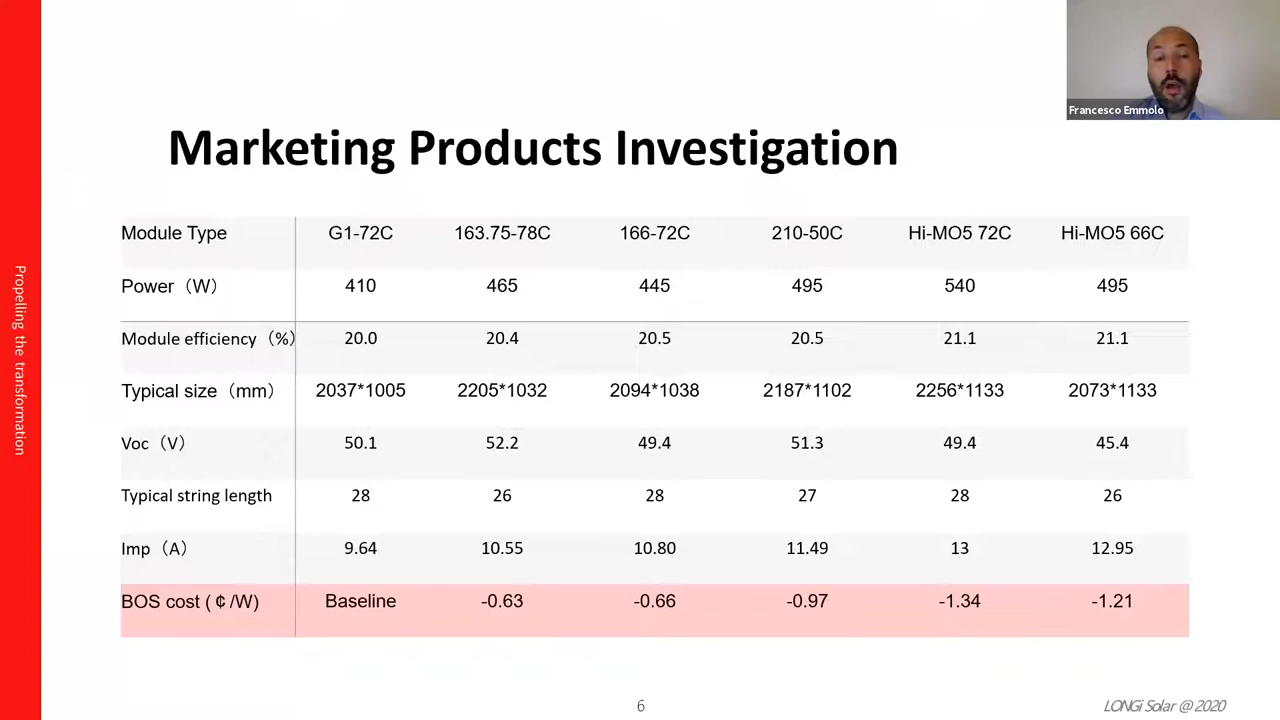 Francesco Emmolo
Marketing Products Investigation
Propelling the transformation
Module Type G1-72C 163.75-78C 166-72C 210-50C Hi-MO5 72C Hi-MO5 66C
Power（W） 410 465 445 495 540 495
Module efficiency（%） 20.0 20.4 20.5 20.5 21.1 21.1
Typical size（mm） 2037*1005 2205*1032 2094*1038 2187*1102 2256*1133 2073*1133
Voc（V） 50.1 52.2 49.4 51.3 49.4 45.4
Typical string length 28 26 28 27 28 26
Imp（A） 9.64 10.55 10.80 11.49 13 12.95
BOS cost (￠/W) Baseline -0.63 -0.66 -0.97 -1.34 -1.21
6
LONGi Solar @ 2020